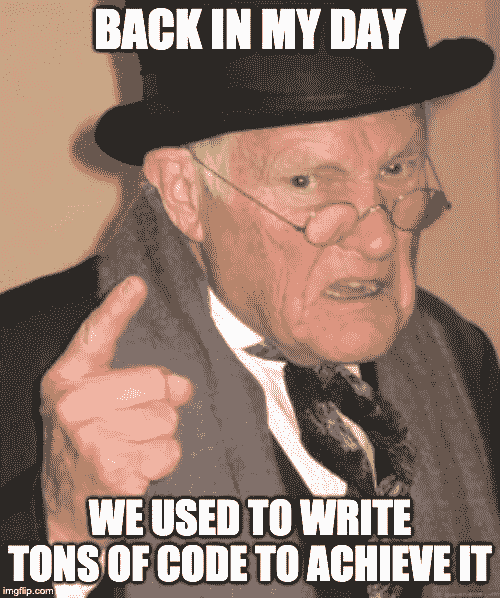 BACK IN MY DAY
WE USED TO WRITE
TONS OF CODE TO ACHIEVE IT
imgflip.com